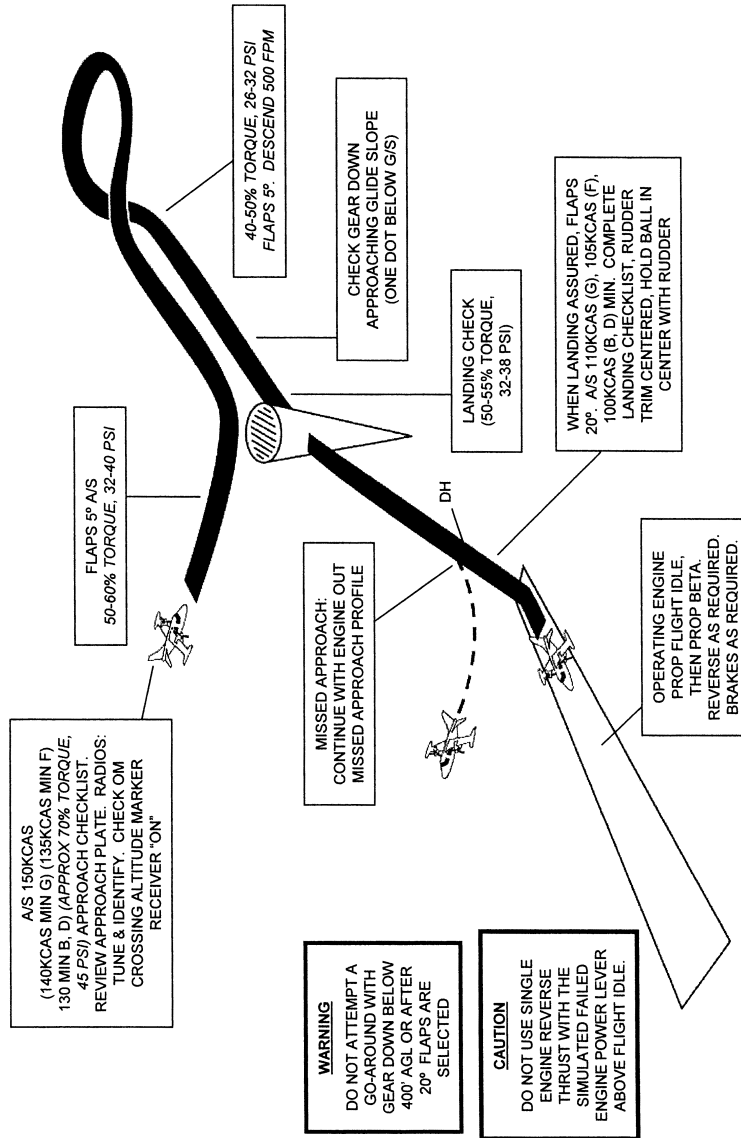 A/S 150KCAS
(140KCAS MIN G) (135KCAS MIN F)
130 MIN B, D) (APPROX 70% TORQUE,
45 PSI) APPROACH CHECKLIST.
REVIEW APPROACH PLATE. RADIOS:
TUNE & IDENTIFY. CHECK OM
CROSSING ALTITUDE MARKER
RECEIVER "ON"
FLAPS 5º A/S
50-60% TORQUE, 32-40 PSI
40-50% TORQUE, 26-32 PSI
FLAPS 5º. DESCEND 500 FPM
CHECK GEAR DOWN
APPROACHING GLIDE SLOPE
(ONE DOT BELOW G/S)
LANDING CHECK
(50-55% TORQUE,
32-38 PSI)
MISSED APPROACH:
CONTINUE WITH ENGINE OUT
MISSED APPROACH PROFILE
DH
WHEN LANDING ASSURED, FLAPS
20º. A/S 110KCAS (G), 105KCAS (F),
100KCAS (B, D) MIN. COMPLETE
LANDING CHECKLIST, RUDDER
TRIM CENTERED, HOLD BALL IN
CENTER WITH RUDDER
OPERATING ENGINE
PROP FLIGHT IDLE,
THEN PROP BETA.
REVERSE AS REQUIRED.
BRAKES AS REQUIRED.
WARNING
DO NOT ATTEMPT A
GO-AROUND WITH
GEAR DOWN BELOW
400' AGL OR AFTER
20º FLAPS ARE
SELECTED
CAUTION
DO NOT USE SINGLE
ENGINE REVERSE
THRUST WITH THE
SIMULATED FAILED
ENGINE POWER LEVER
ABOVE FLIGHT IDLE.